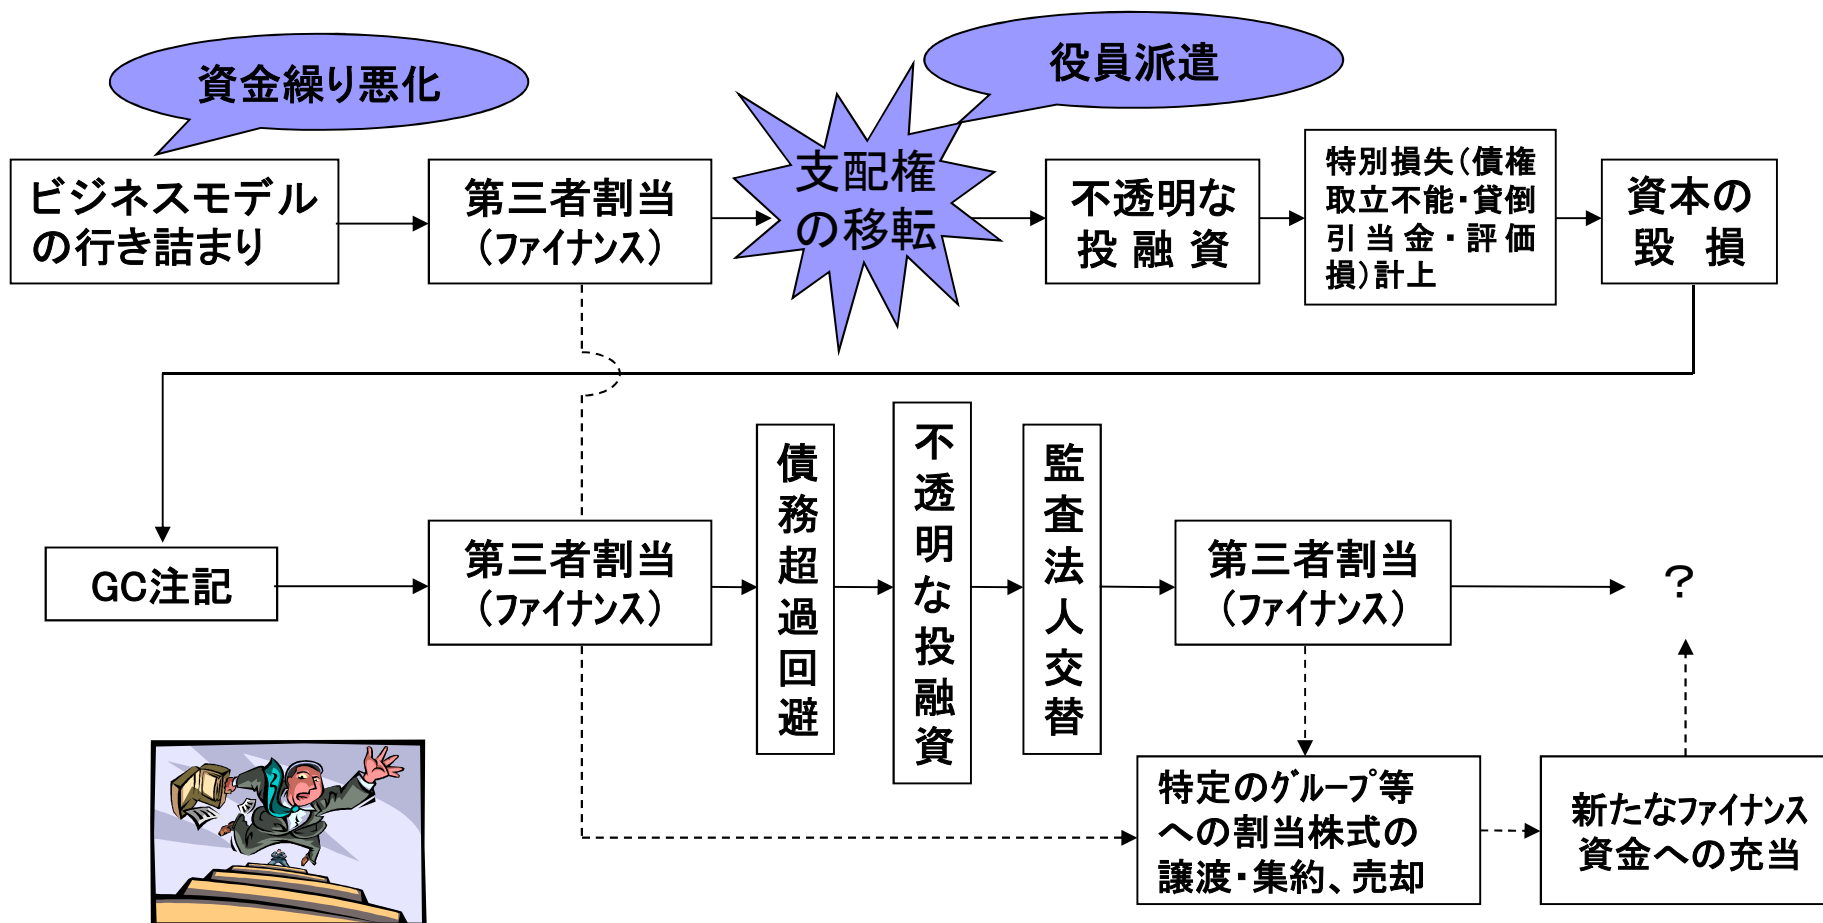 資金繰り悪化
役員派遣
ビジネスモデル
の行き詰まり
第三者割当
（ファイナンス）
支配権
の移転
不透明な
投融資
特別損失（債権
取立不能・貸倒
引当金・評価
損）計上
資本の
毀損
GC注記
第三者割当
（ファイナンス）
債務超過回避
不透明な投融資
監査法人交替
第三者割当
（ファイナンス）
？
特定のグループ等
への割当株式の
譲渡・集約、売却
新たなファイナンス
資金への充当